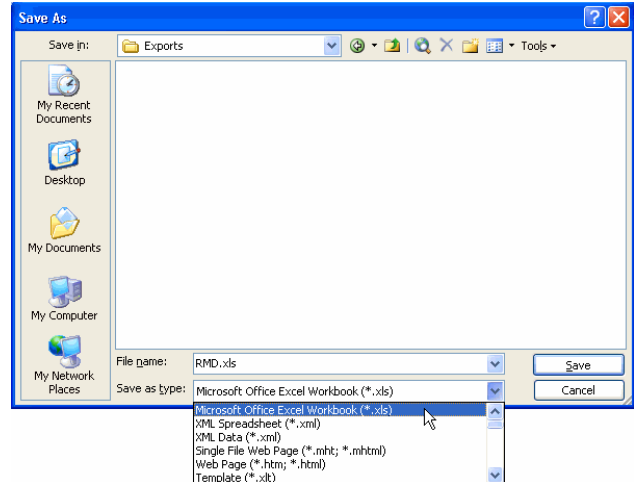 Save As
Save in:
Exports
Tools
My Recent
Documents
Desktop
My Documents
My Computer
My Network
Places
File name:
RMD.xls
Save
Save as type:
Microsoft Office Excel Workbook (*.xls)
Cancel
Microsoft Office Excel Workbook (*.xls)
XML Spreadsheet (*.xml)
XML Data (*.xml)
Single File Web Page (*.mht; *.mhtml)
Web Page (*.htm; *.html)
Template (*.xlt)